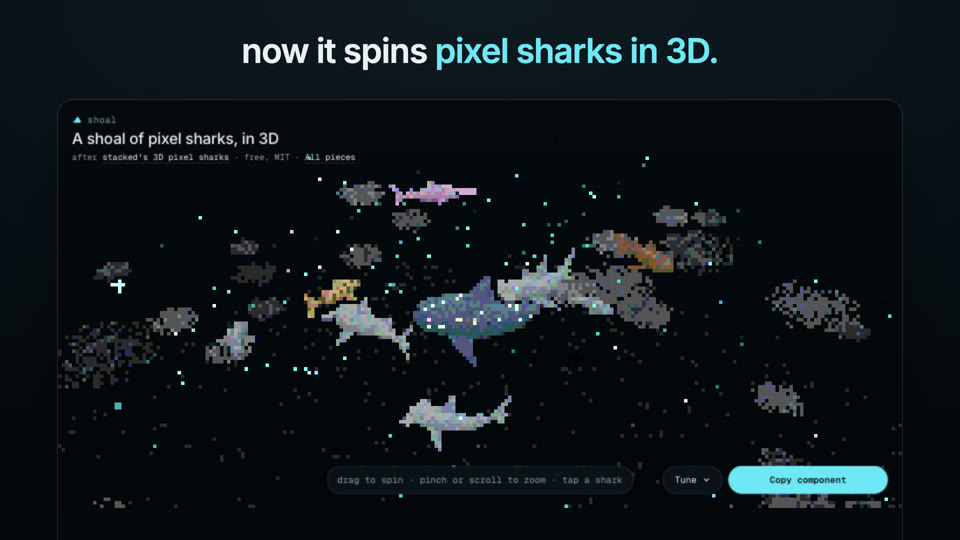 now it spins pixel sharks in 3D.
shoal
A shoal of pixel sharks, in 3D
after stacked's 3D pixel sharks · free, MIT · All pieces
drag to spin · pinch or scroll to zoom · tap a shark
Tune
Copy component